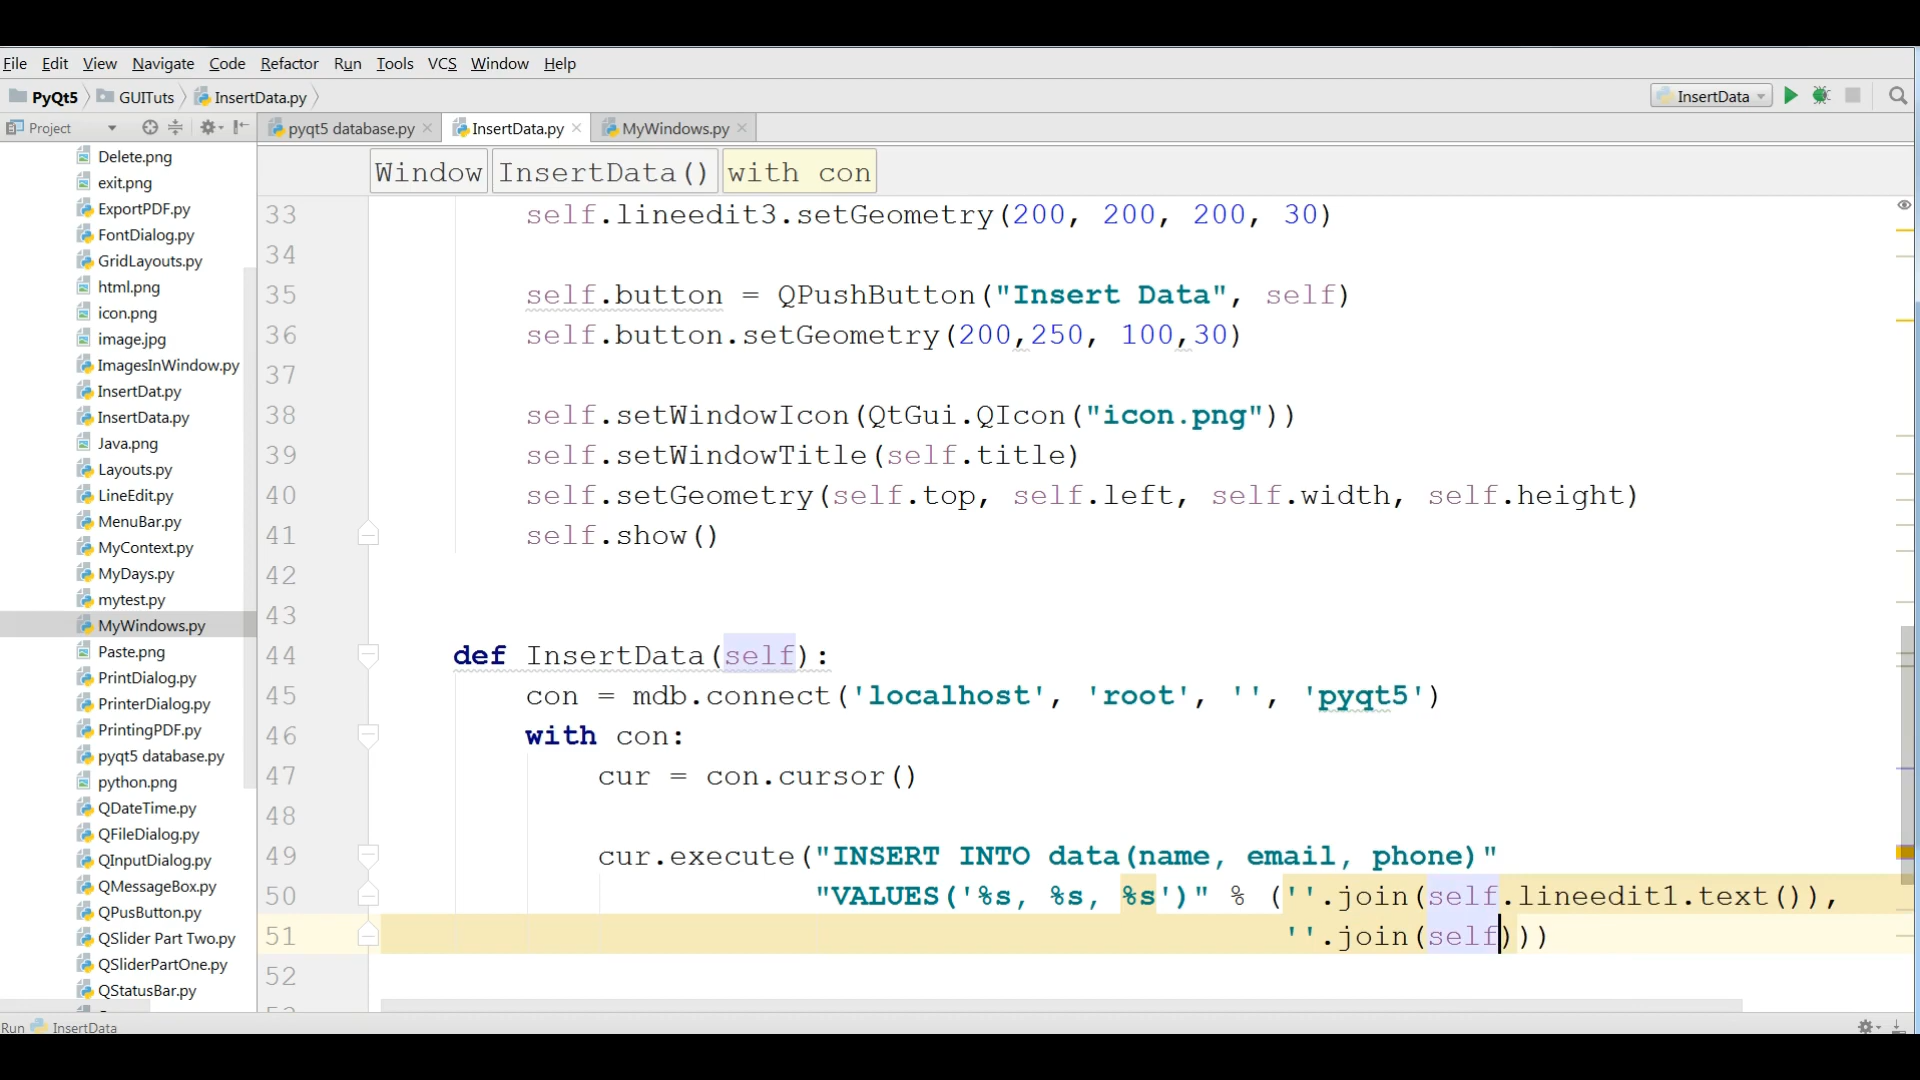 File Edit View Navigate Code Refactor Run Tools VCS Window Help
PyQt5 GUITuts InsertData.py InsertData
Project pyqt5 database.py InsertData.py MyWindows.py
Window InsertData() with con
Delete.png
exit.png
ExportPDF.py
FontDialog.py
GridLayouts.py
html.png
icon.png
image.jpg
ImagesInWindow.py
InsertDat.py
InsertData.py
Java.png
Layouts.py
LineEdit.py
MenuBar.py
MyContext.py
MyDays.py
mytest.py
MyWindows.py
Paste.png
PrintDialog.py
PrinterDialog.py
PrintingPDF.py
pyqt5 database.py
python.png
QDateTime.py
QFileDialog.py
QInputDialog.py
QMessageBox.py
QPusButton.py
QSlider Part Two.py
QSliderPartOne.py
QStatusBar.py
33 self.lineedit3.setGeometry(200, 200, 200, 30)
34
35 self.button = QPushButton("Insert Data", self)
36 self.button.setGeometry(200,250, 100,30)
37
38 self.setWindowIcon(QtGui.QIcon("icon.png"))
39 self.setWindowTitle(self.title)
40 self.setGeometry(self.top, self.left, self.width, self.height)
41 self.show()
42
43
44 def InsertData(self):
45 con = mdb.connect('localhost', 'root', '', 'pyqt5')
46 with con:
47 cur = con.cursor()
48
49 cur.execute("INSERT INTO data(name, email, phone)"
50 "VALUES('%s, %s, %s')" % (''.join(self.lineedit1.text()),
51 ''.join(self)))
52
Run InsertData